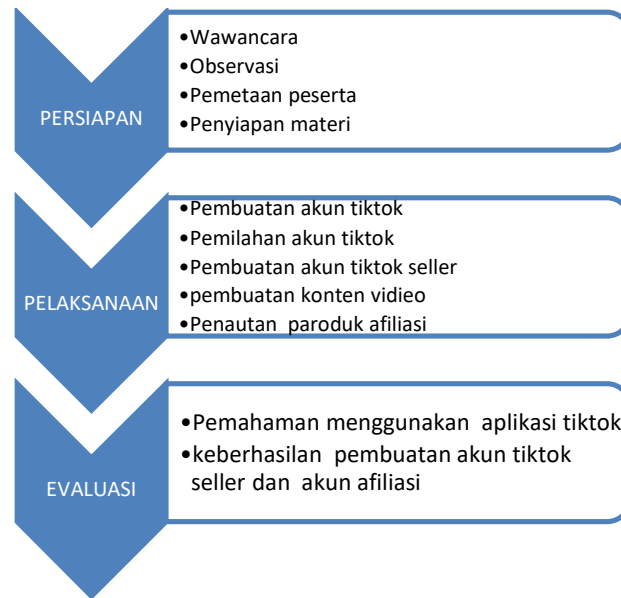 PERSIAPAN
•Wawancara
•Observasi
•Pemetaan peserta
•Penyiapan materi
PELAKSANAAN
•Pembuatan akun tiktok
•Pemilahan akun tiktok
•Pembuatan akun tiktok seller
•pembuatan konten vidieo
•Penautan paroduk afiliasi
EVALUASI
•Pemahaman menggunakan aplikasi tiktok
•keberhasilan pembuatan akun tiktok
seller dan akun afiliasi